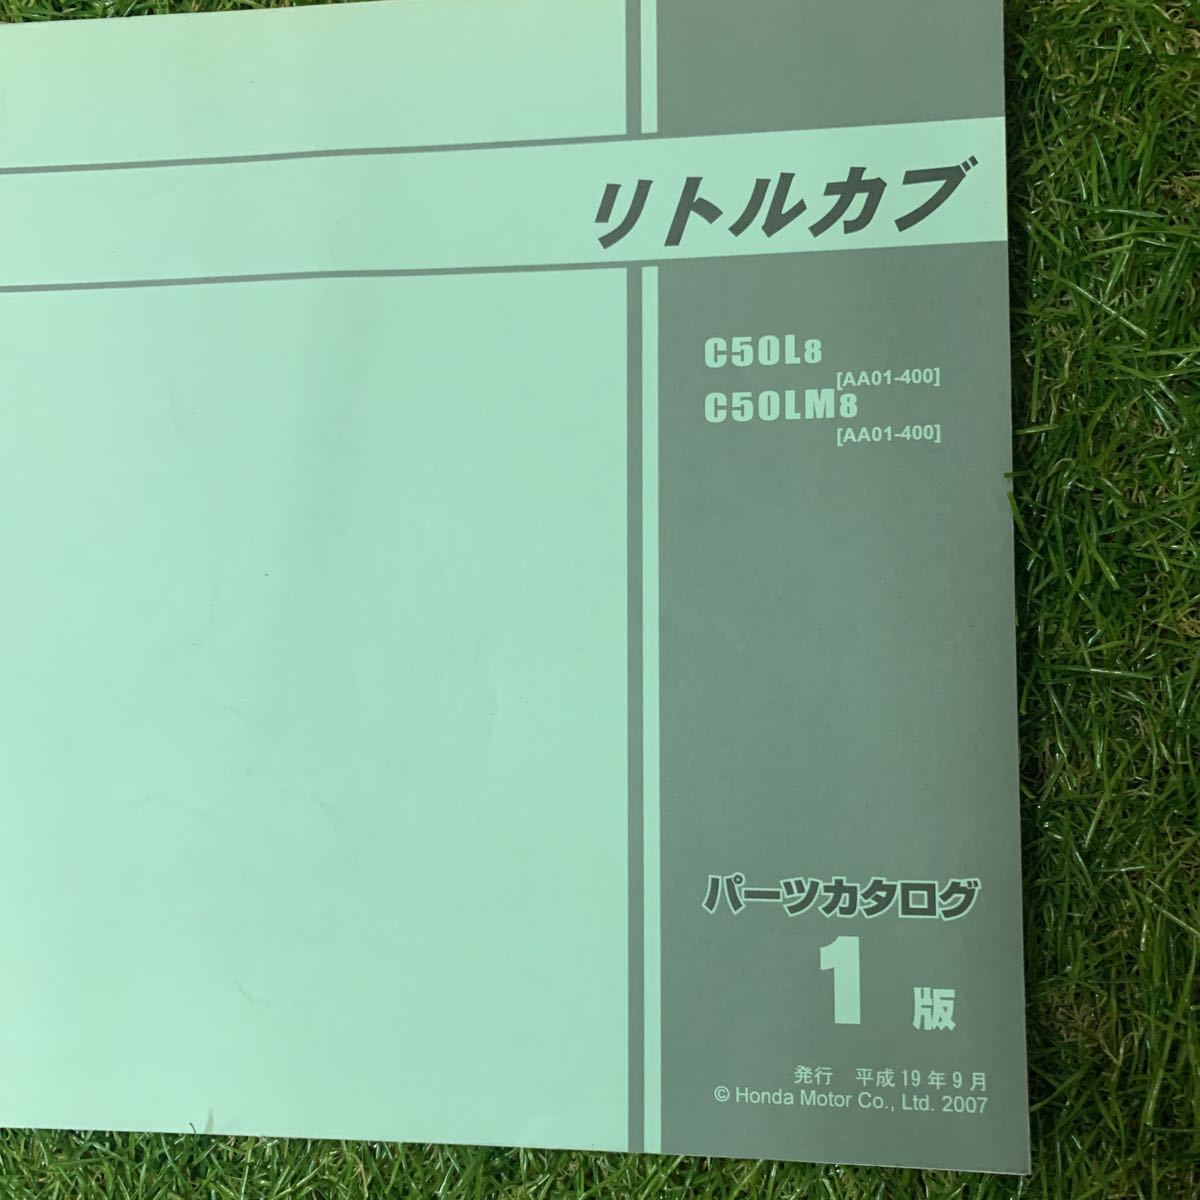 リトルカブ
C50L8
[AA01-400]
C50LM8
[AA01-400]
パーツカタログ
1版
発行 平成19年9月
© Honda Motor Co., Ltd. 2007